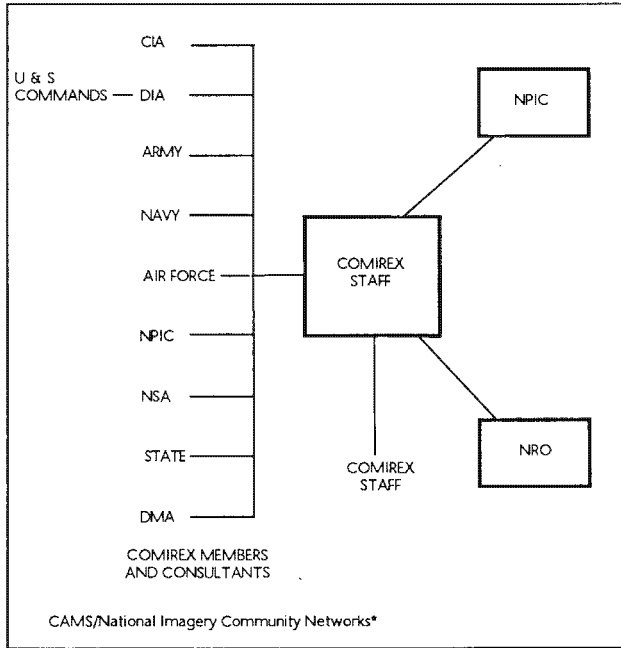 CIA
U & S
COMMANDS
DIA
ARMY
NAVY
AIR FORCE
NPIC
NSA
STATE
DMA
COMIREX MEMBERS
AND CONSULTANTS
COMIREX
STAFF
COMIREX
STAFF
NPIC
NRO
CAMS/National Imagery Community Networks*